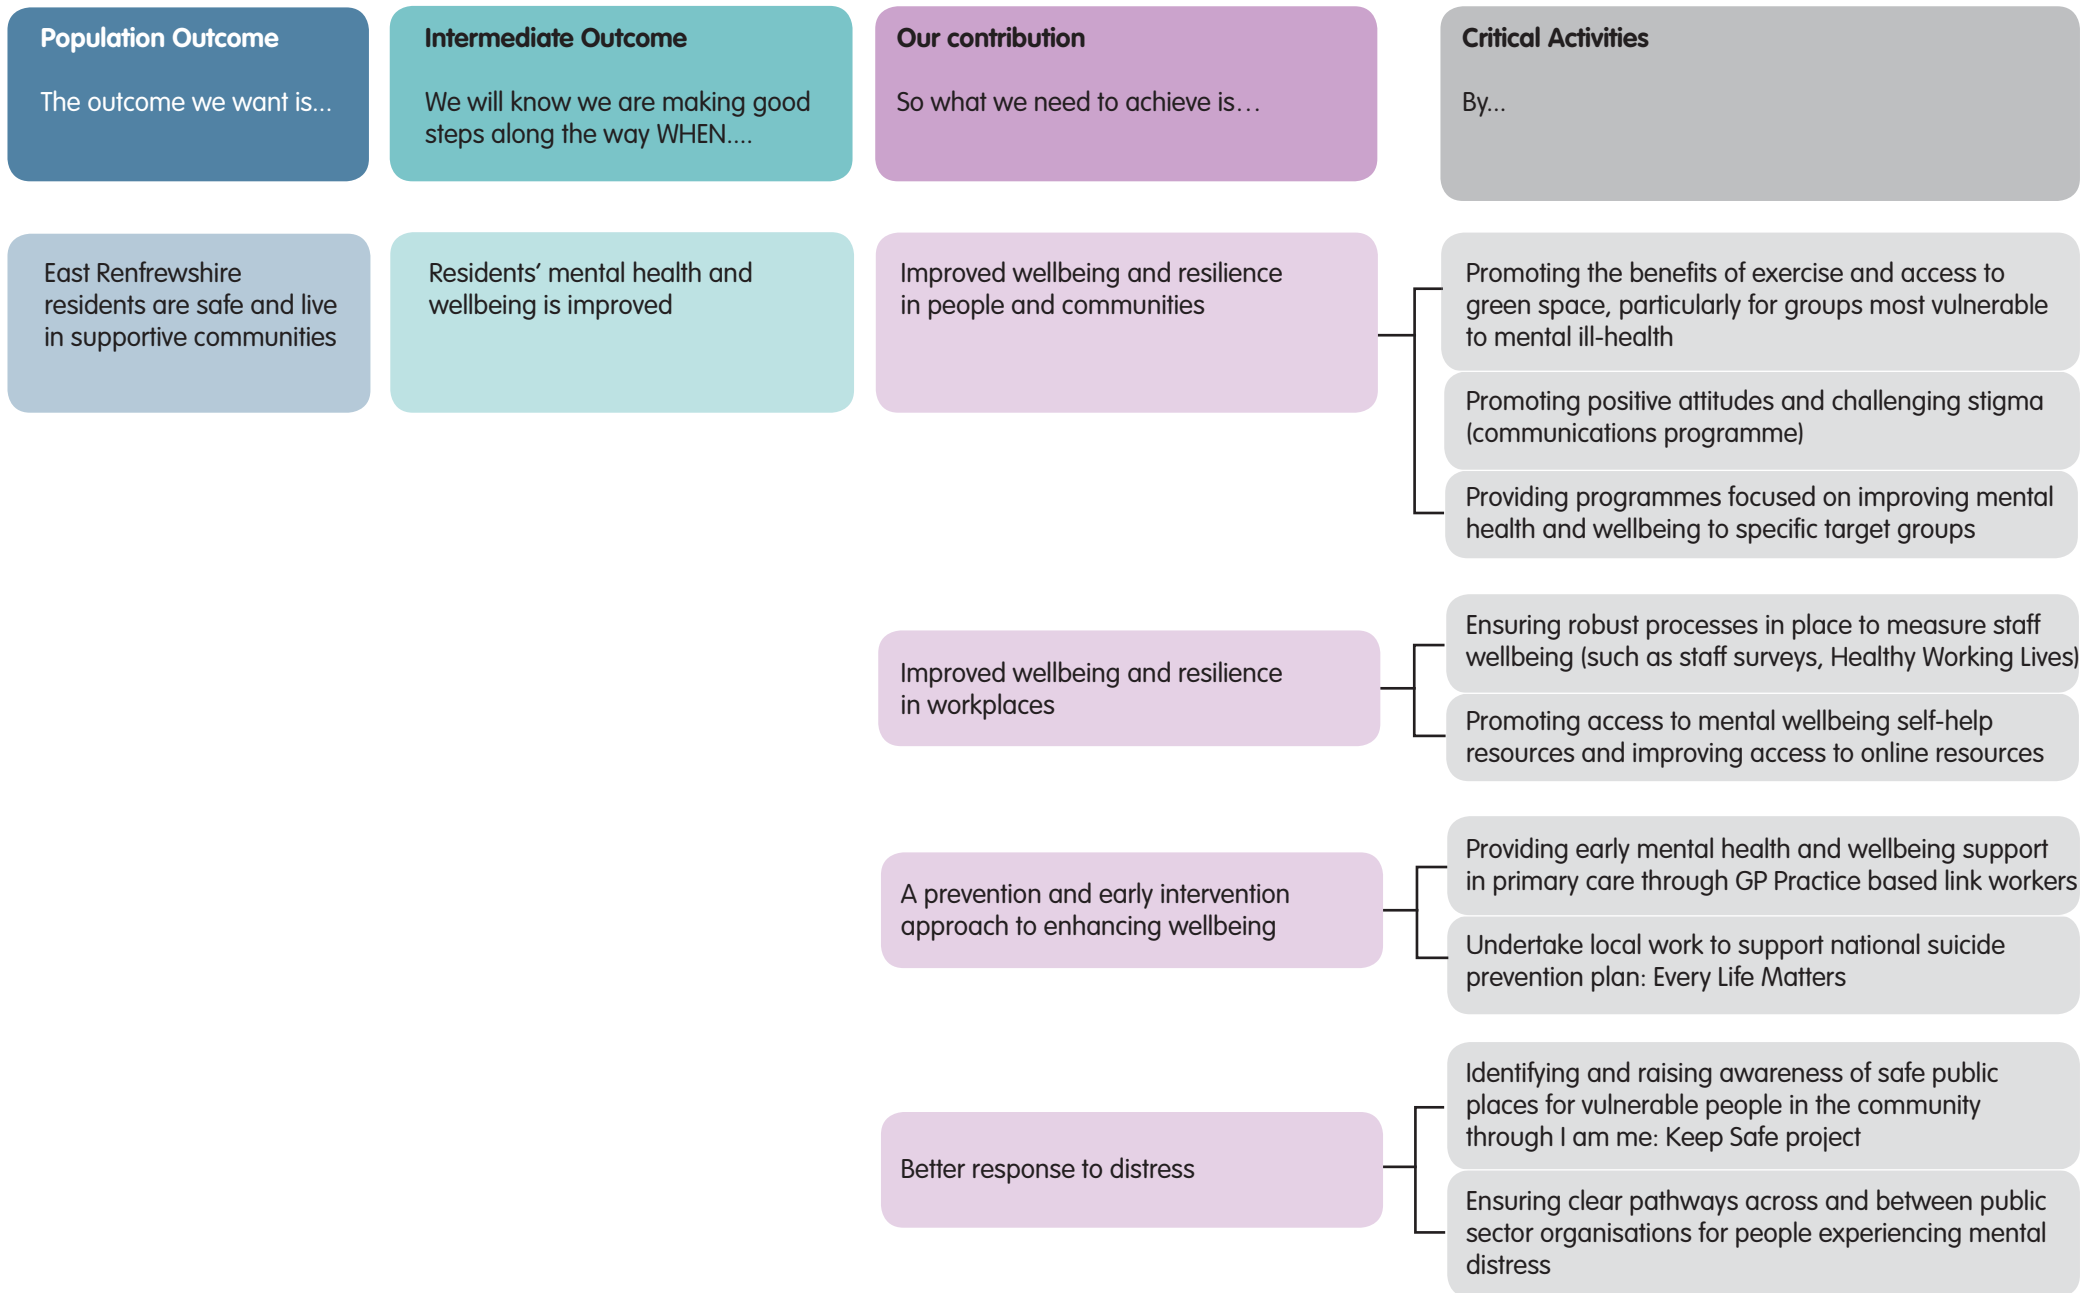 Population Outcome
The outcome we want is...
Intermediate Outcome
We will know we are making good
steps along the way WHEN....
Our contribution
So what we need to achieve is…
Critical Activities
By...
East Renfrewshire
residents are safe and live
in supportive communities
Residents’ mental health and
wellbeing is improved
Improved wellbeing and resilience
in people and communities
Promoting the benefits of exercise and access to
green space, particularly for groups most vulnerable
to mental ill-health
Promoting positive attitudes and challenging stigma
(communications programme)
Providing programmes focused on improving mental
health and wellbeing to specific target groups
Improved wellbeing and resilience
in workplaces
Ensuring robust processes in place to measure staff
wellbeing (such as staff surveys, Healthy Working Lives)
Promoting access to mental wellbeing self-help
resources and improving access to online resources
A prevention and early intervention
approach to enhancing wellbeing
Providing early mental health and wellbeing support
in primary care through GP Practice based link workers
Undertake local work to support national suicide
prevention plan: Every Life Matters
Better response to distress
Identifying and raising awareness of safe public
places for vulnerable people in the community
through I am me: Keep Safe project
Ensuring clear pathways across and between public
sector organisations for people experiencing mental
distress